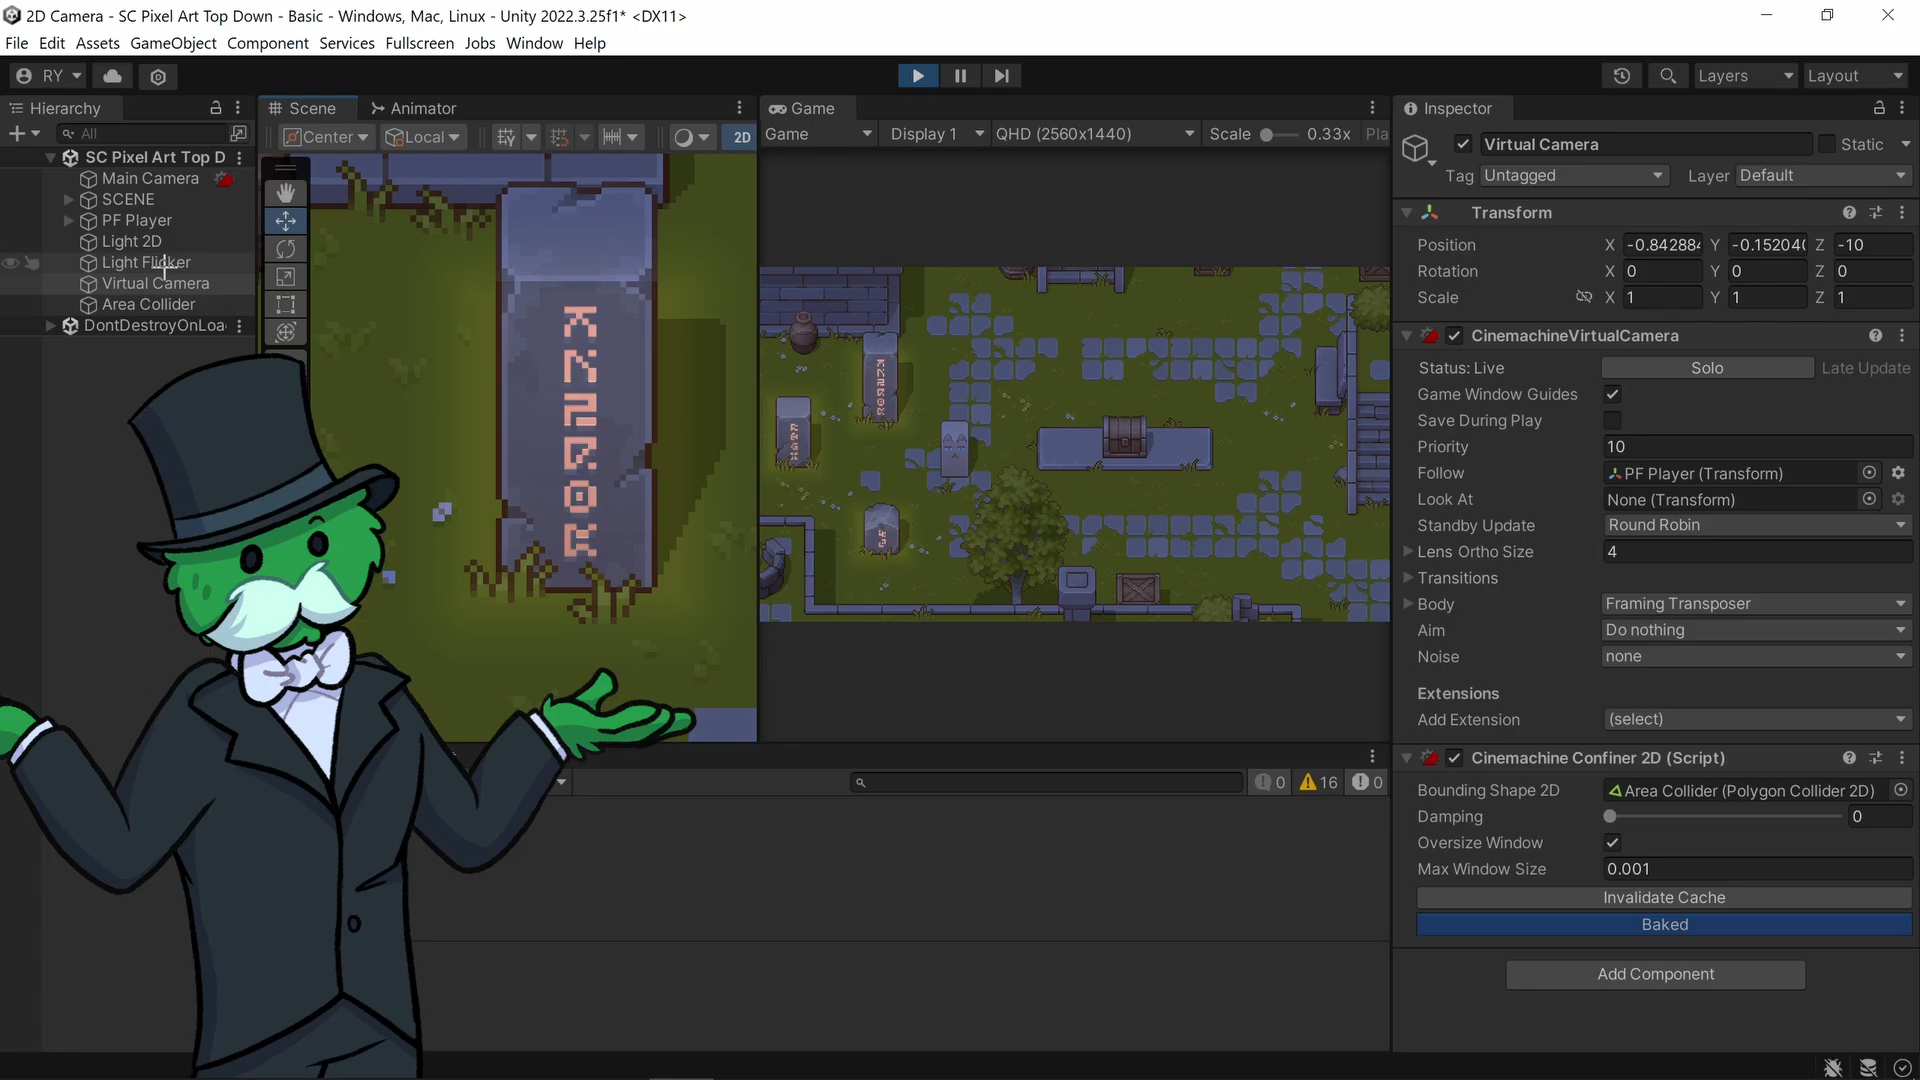 2D Camera - SC Pixel Art Top Down - Basic - Windows, Mac, Linux - Unity 2022.3.25f1* <DX11>
File Edit Assets GameObject Component Services Fullscreen Jobs Window Help
RY
Layers
Layout
Hierarchy
All
SC Pixel Art Top D
Main Camera
SCENE
PF Player
Light 2D
Light Flicker
Virtual Camera
Area Collider
DontDestroyOnLoa
Scene
Animator
Center
Local
2D
Game
Game
Display 1
QHD (2560x1440)
Scale
0.33x
Pla
0
16
0
Inspector
Virtual Camera
Static
Tag Untagged
Layer Default
Transform
Position X -0.84288 Y -0.15204 Z -10
Rotation X 0 Y 0 Z 0
Scale X 1 Y 1 Z 1
CinemachineVirtualCamera
Status: Live Solo Late Update
Game Window Guides
Save During Play
Priority 10
Follow PF Player (Transform)
Look At None (Transform)
Standby Update Round Robin
Lens Ortho Size 4
Transitions
Body Framing Transposer
Aim Do nothing
Noise none
Extensions
Add Extension (select)
Cinemachine Confiner 2D (Script)
Bounding Shape 2D Area Collider (Polygon Collider 2D)
Damping 0
Oversize Window
Max Window Size 0.001
Invalidate Cache
Baked
Add Component